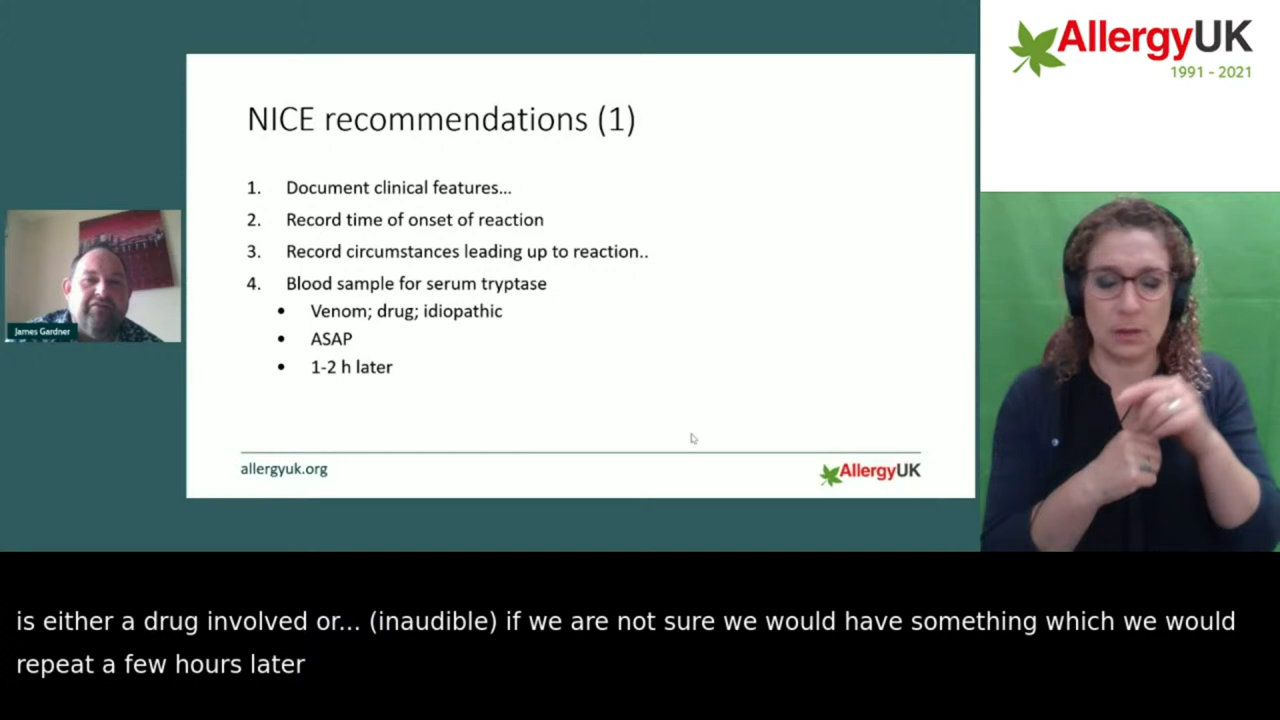 AllergyUK
1991 - 2021
NICE recommendations (1)
1. Document clinical features...
2. Record time of onset of reaction
3. Record circumstances leading up to reaction..
4. Blood sample for serum tryptase
• Venom; drug; idiopathic
• ASAP
• 1-2 h later
James Gardner
allergyuk.org
AllergyUK
is either a drug involved or... (inaudible) if we are not sure we would have something which we would
repeat a few hours later